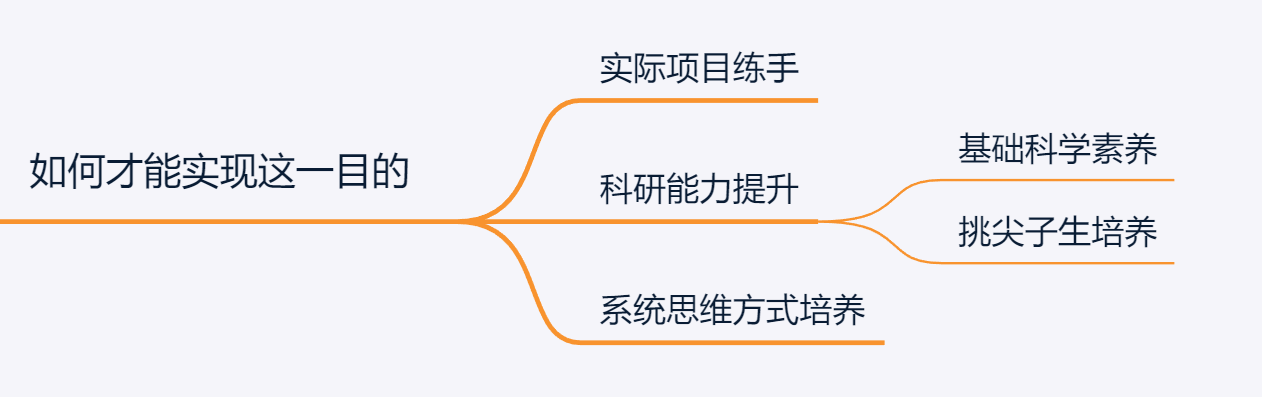 如何才能实现这一目的
实际项目练手
科研能力提升
基础科学素养
挑尖子生培养
系统思维方式培养